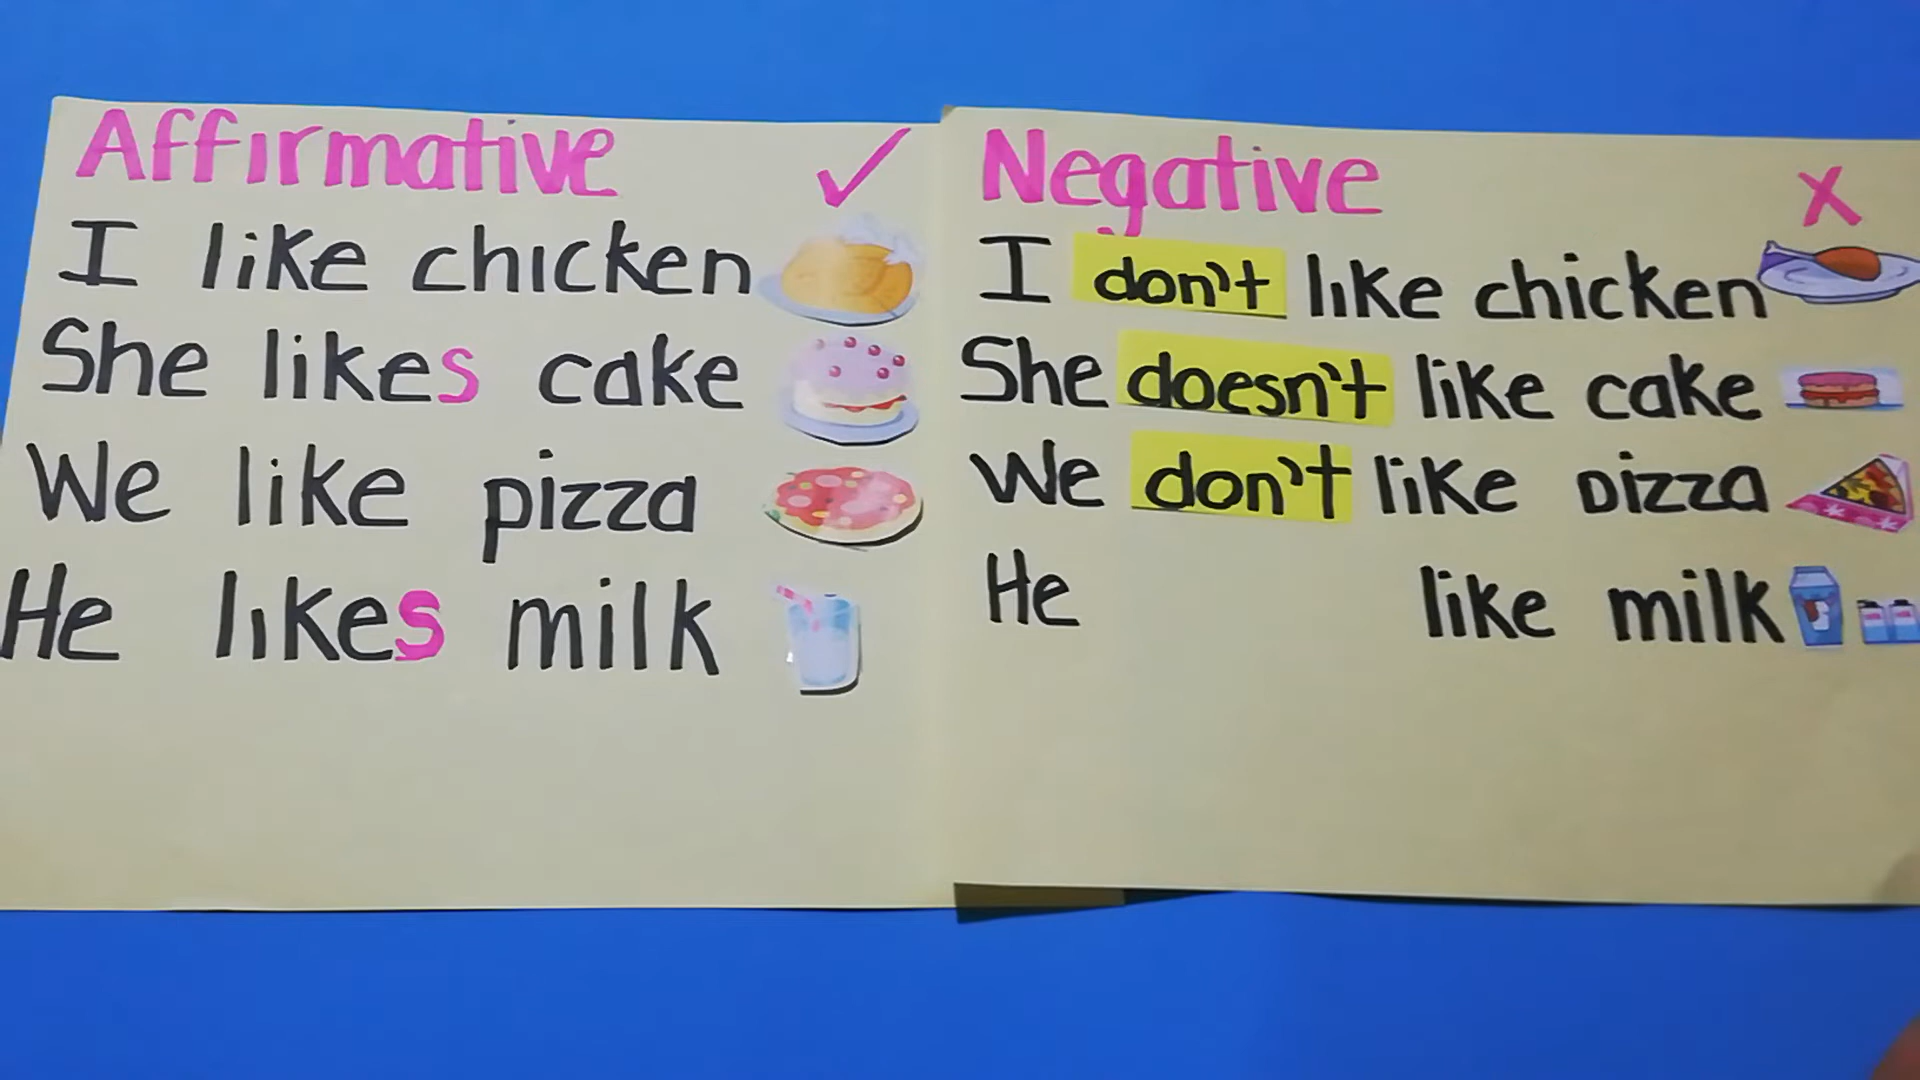 Affirmative
I like chicken
She likes cake
We like pizza
He likes milk
Negative
I don't like chicken
She doesn't like cake
We don't like pizza
He like milk